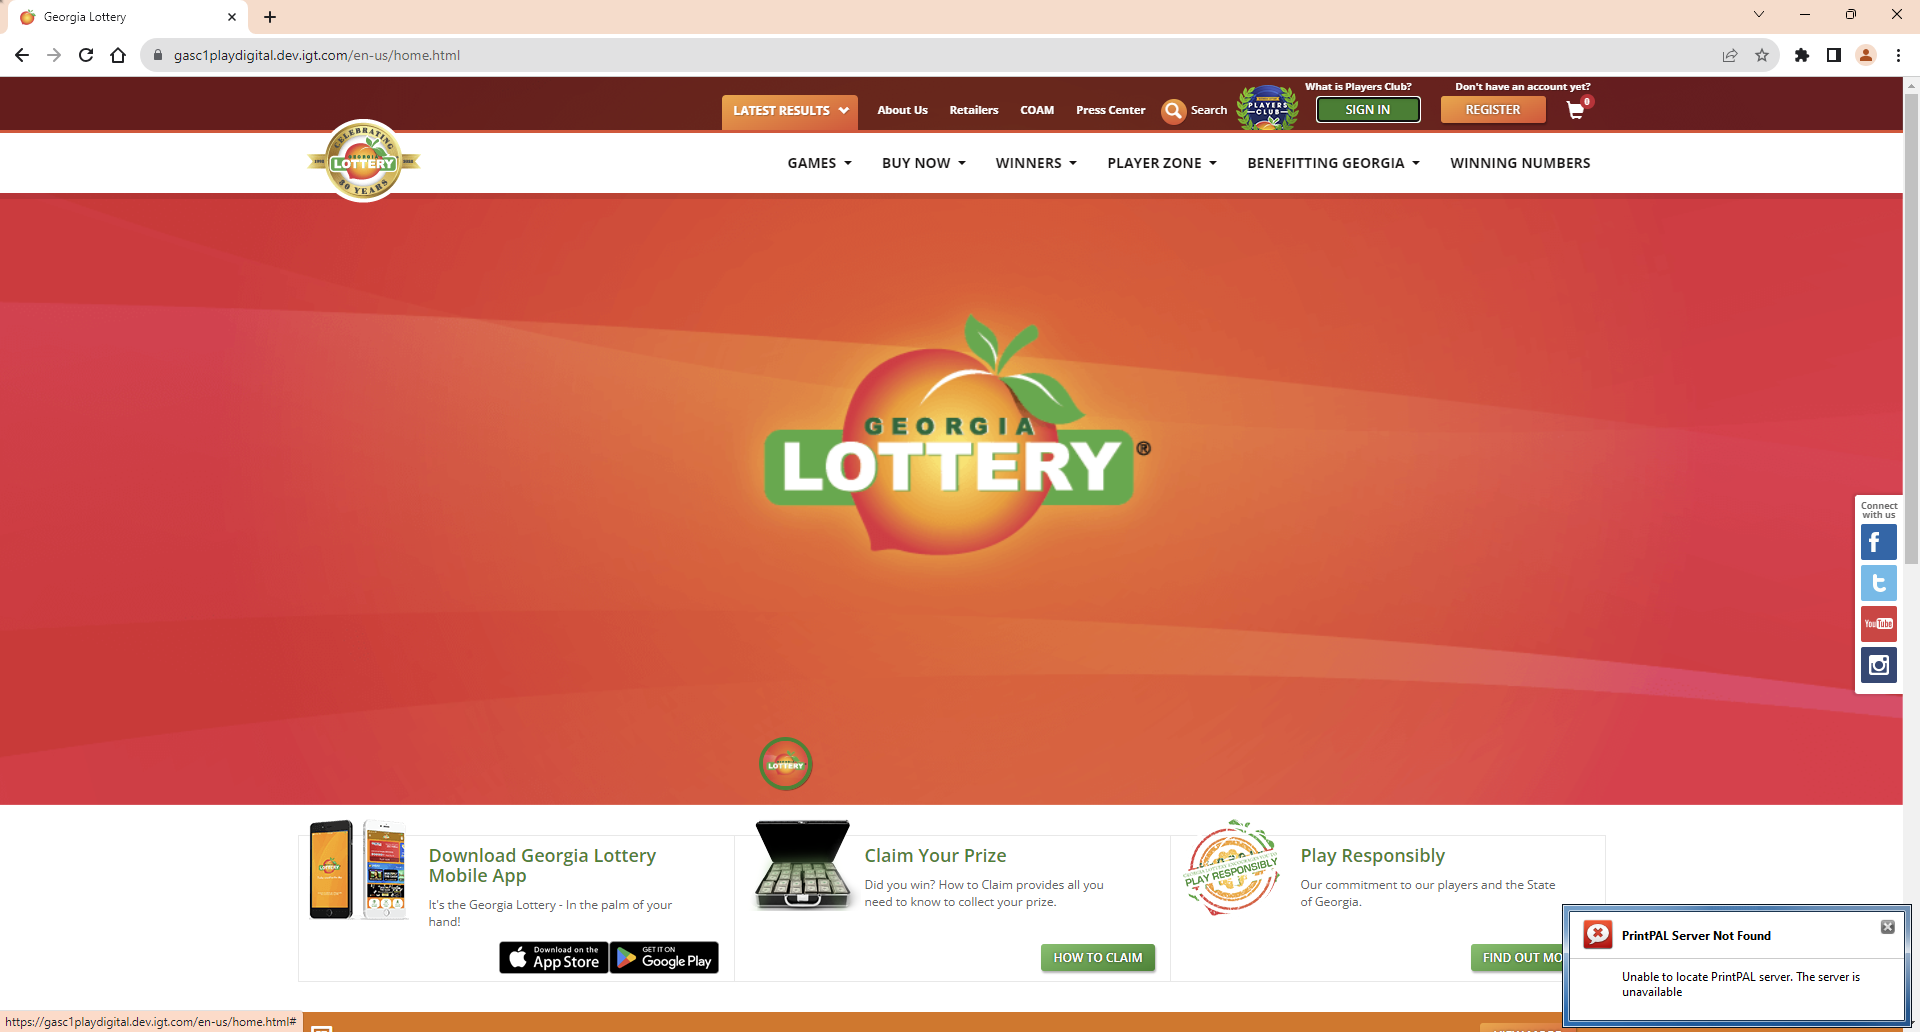 Georgia Lottery
gasc1playdigital.dev.igt.com/en-us/home.html
What is Players Club?
Don't have an account yet?
LATEST RESULTS
About Us
Retailers
COAM
Press Center
Search
PLAYERS
CLUB
SIGN IN
REGISTER
0
CELEBRATING
GEORGIA
LOTTERY
30 YEARS
GAMES
BUY NOW
WINNERS
PLAYER ZONE
BENEFITTING GEORGIA
WINNING NUMBERS
GEORGIA
LOTTERY ®
Connect
with us
You Tube
LOTTERY
Download Georgia Lottery
Mobile App
It's the Georgia Lottery - In the palm of your
hand!
Download on the
App Store
GET IT ON
Google Play
Claim Your Prize
Did you win? How to Claim provides all you
need to know to collect your prize.
HOW TO CLAIM
PLAY RESPONSIBLY
Play Responsibly
Our commitment to our players and the State
of Georgia.
FIND OUT MO
PrintPAL Server Not Found
Unable to locate PrintPAL server. The server is
unavailable
https://gasc1playdigital.dev.igt.com/en-us/home.html#